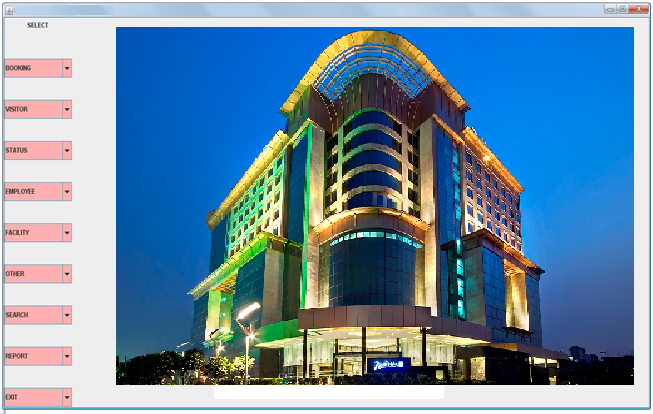 SELECT
BOOKING
VISITOR
STATUS
EMPLOYEE
FACILITY
OTHER
SEARCH
REPORT
EXIT